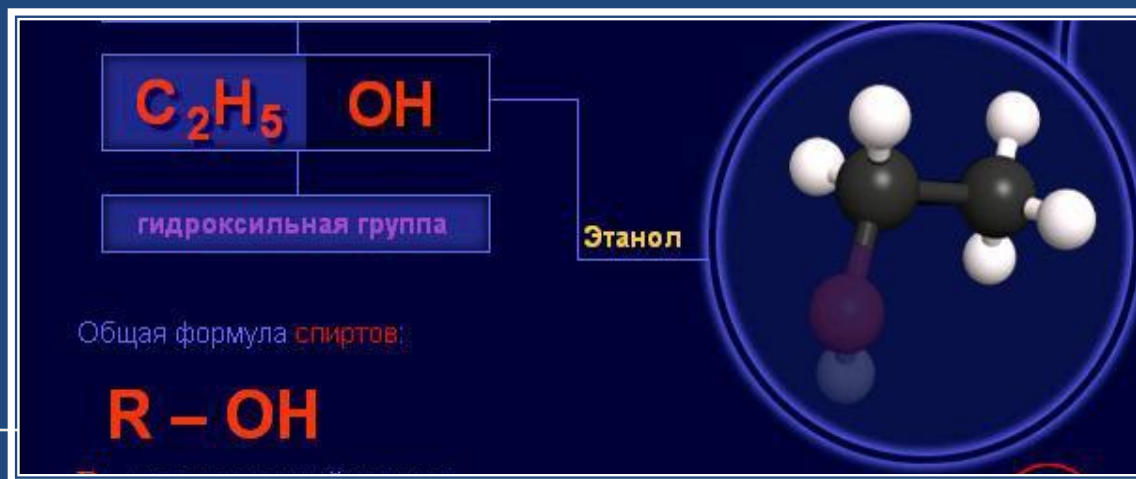 C₂H₅ OH
гидроксильная группа
Этанол
Общая формула спиртов:
R – OH